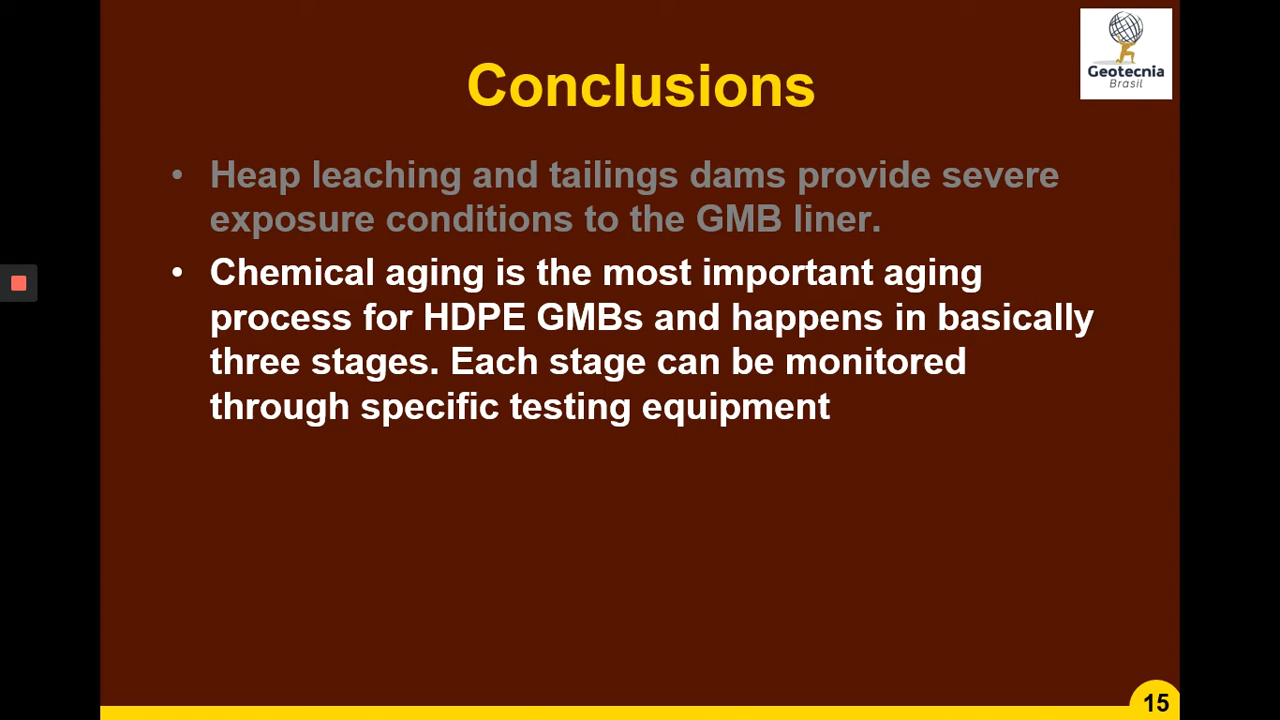 Geotecnia
Brasil
Conclusions
• Heap leaching and tailings dams provide severe
exposure conditions to the GMB liner.
• Chemical aging is the most important aging
process for HDPE GMBs and happens in basically
three stages. Each stage can be monitored
through specific testing equipment
15